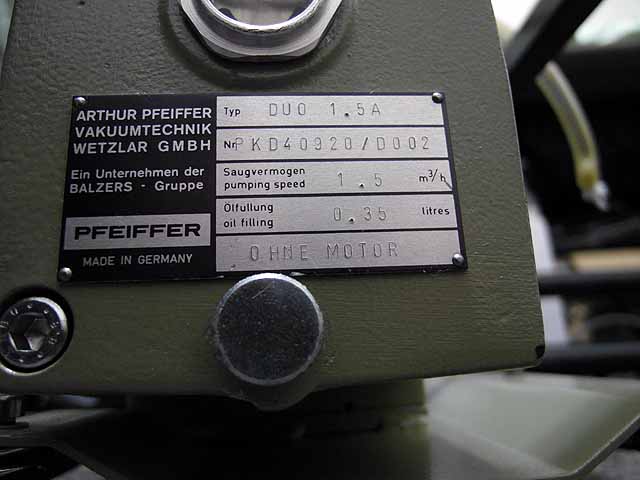 ARTHUR PFEIFFER
VAKUUMTECHNIK
WETZLAR GMBH
Ein Unternehmen der
BALZERS - Gruppe
PFEIFFER
MADE IN GERMANY
Typ DUO 1.5A
Nr. PKD40920/D002
Saugvermogen
pumping speed 1.5 m³/h
Ölfüllung
oil filling 0.35 litres
OHNE MOTOR